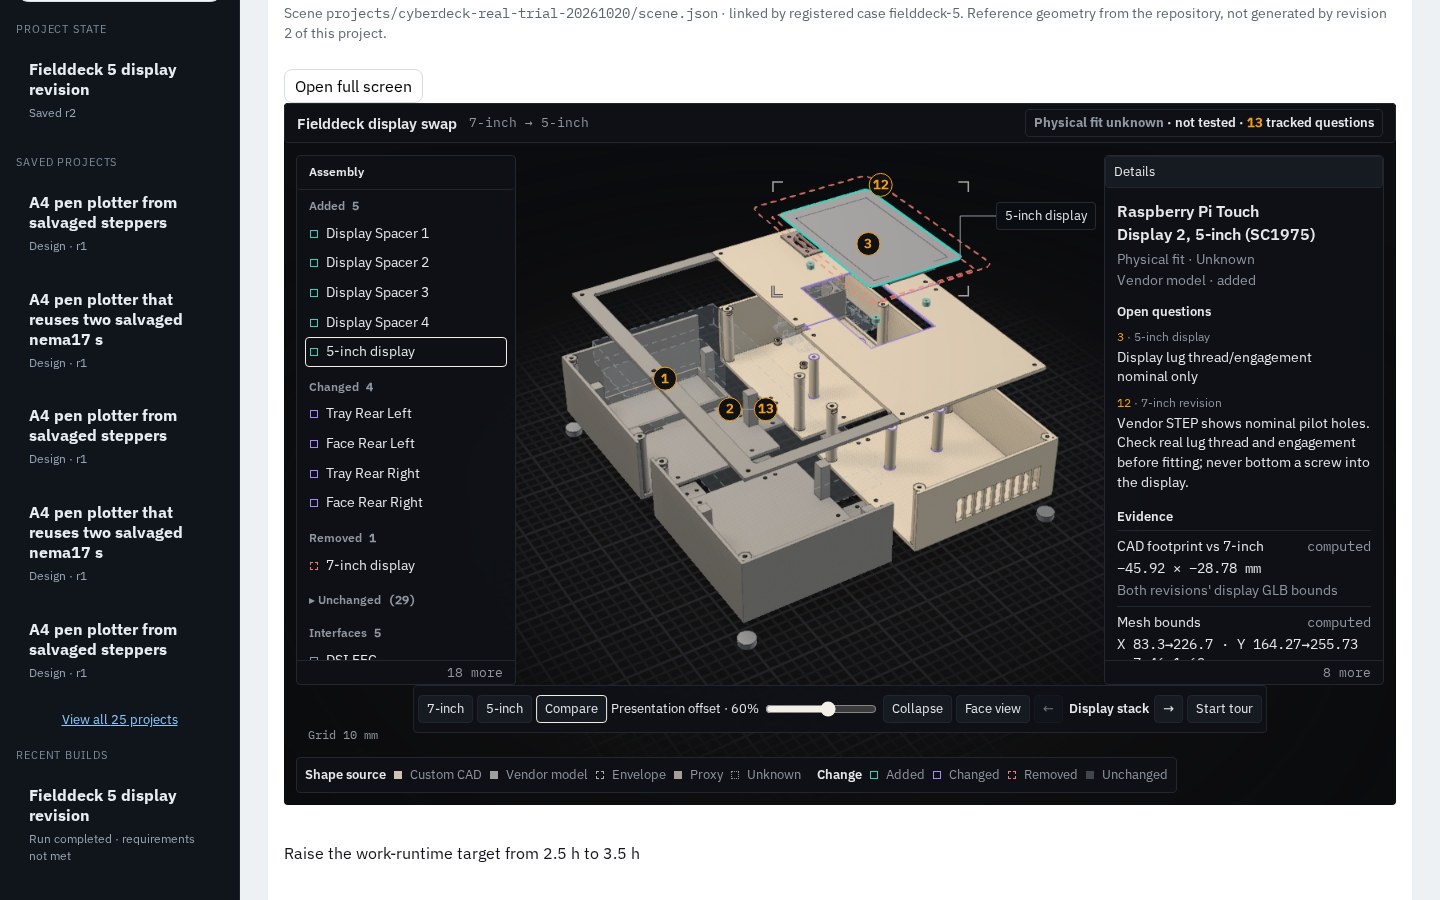 PROJECT STATE
Fielddeck 5 display
revision
Saved r2
SAVED PROJECTS
A4 pen plotter from
salvaged steppers
Design · r1
A4 pen plotter that
reuses two salvaged
nema17 s
Design · r1
A4 pen plotter from
salvaged steppers
Design · r1
A4 pen plotter that
reuses two salvaged
nema17 s
Design · r1
A4 pen plotter from
salvaged steppers
Design · r1
View all 25 projects
RECENT BUILDS
Fielddeck 5 display
revision
Run completed · requirements
not met
Scene projects/cyberdeck-real-trial-20261020/scene.json · linked by registered case fielddeck-5. Reference geometry from the repository, not generated by revision
2 of this project.
Open full screen
Fielddeck display swap 7-inch → 5-inch
Physical fit unknown · not tested · 13 tracked questions
Assembly
Added 5
Display Spacer 1
Display Spacer 2
Display Spacer 3
Display Spacer 4
5-inch display
Changed 4
Tray Rear Left
Face Rear Left
Tray Rear Right
Face Rear Right
Removed 1
7-inch display
▸ Unchanged (29)
Interfaces 5
18 more
12
3
5-inch display
1
2
13
Details
Raspberry Pi Touch
Display 2, 5-inch (SC1975)
Physical fit · Unknown
Vendor model · added
Open questions
3 · 5-inch display
Display lug thread/engagement
nominal only
12 · 7-inch revision
Vendor STEP shows nominal pilot holes.
Check real lug thread and engagement
before fitting; never bottom a screw into
the display.
Evidence
CAD footprint vs 7-inch computed
−45.92 × −28.78 mm
Both revisions' display GLB bounds
Mesh bounds computed
X 83.3→226.7 · Y 164.27→255.73
8 more
7-inch 5-inch Compare Presentation offset · 60% Collapse Face view ← Display stack → Start tour
Grid 10 mm
Shape source Custom CAD Vendor model Envelope Proxy Unknown Change Added Changed Removed Unchanged
Raise the work-runtime target from 2.5 h to 3.5 h